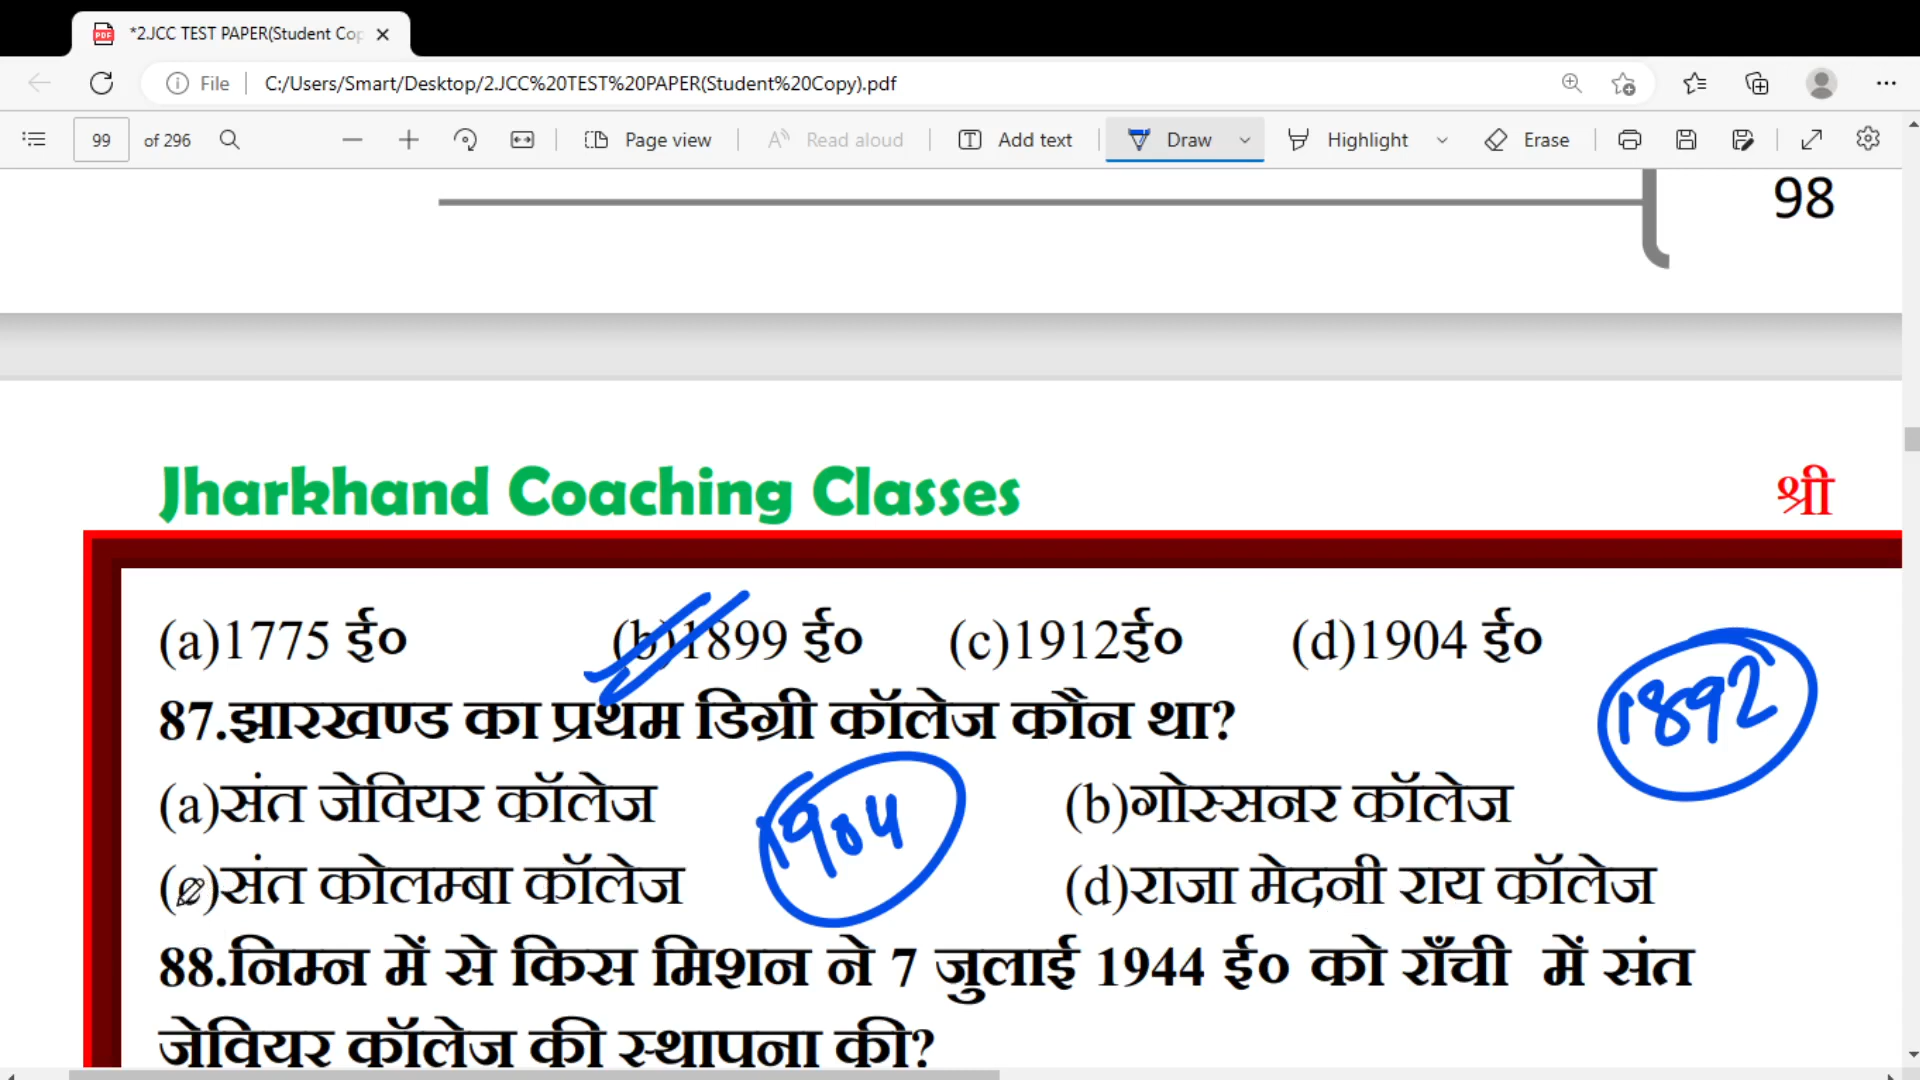 *2.JCC TEST PAPER(Student Cop
File
C:/Users/Smart/Desktop/2.JCC%20TEST%20PAPER(Student%20Copy).pdf
99 of 296
Page view
Read aloud
Add text
Draw
Highlight
Erase
98
Jharkhand Coaching Classes
श्री
(a)1775 ई० (b)1899 ई० (c)1912ई० (d)1904 ई०
1892
87.झारखण्ड का प्रथम डिग्री कॉलेज कौन था?
(a)संत जेवियर कॉलेज (b)गोस्सनर कॉलेज
1904
(c)संत कोलम्बा कॉलेज (d)राजा मेदनी राय कॉलेज
88.निम्न में से किस मिशन ने 7 जुलाई 1944 ई० को राँची में संत
जेवियर कॉलेज की स्थापना की?